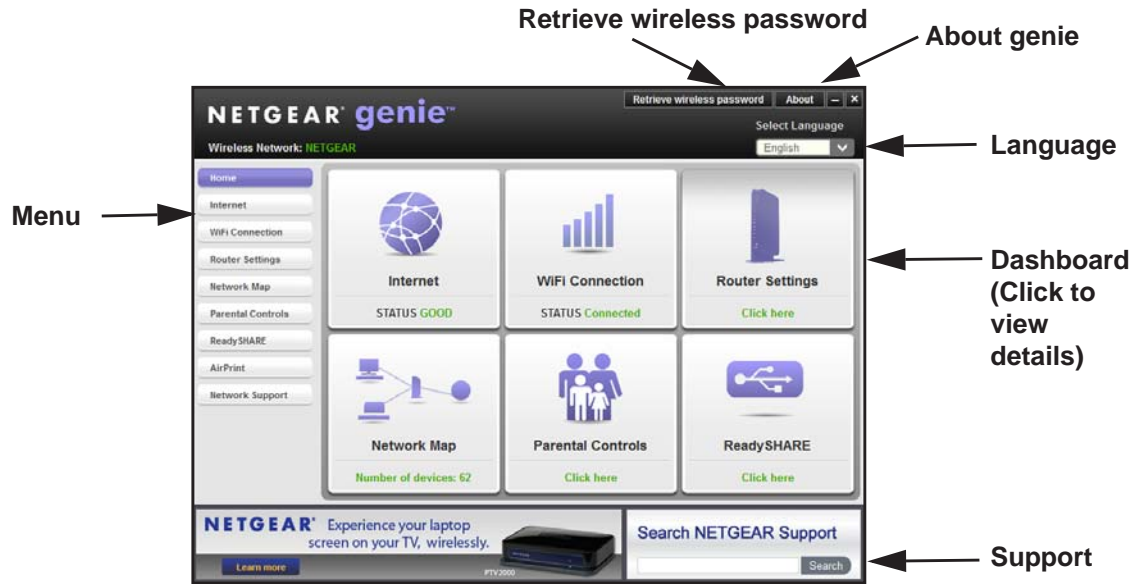 Retrieve wireless password
About genie
Retrieve wireless password About
NETGEAR® genie™
Select Language
Wireless Network: NETGEAR
English
Language
Menu
Home
Internet
WiFi Connection
Router Settings
Network Map
Parental Controls
ReadySHARE
AirPrint
Network Support
Internet
STATUS GOOD
WiFi Connection
STATUS Connected
Router Settings
Click here
Dashboard
(Click to
view
details)
Network Map
Number of devices: 62
Parental Controls
Click here
ReadySHARE
Click here
NETGEAR® Experience your laptop
screen on your TV, wirelessly.
Learn more
PTV2000
Search NETGEAR Support
Search
Support